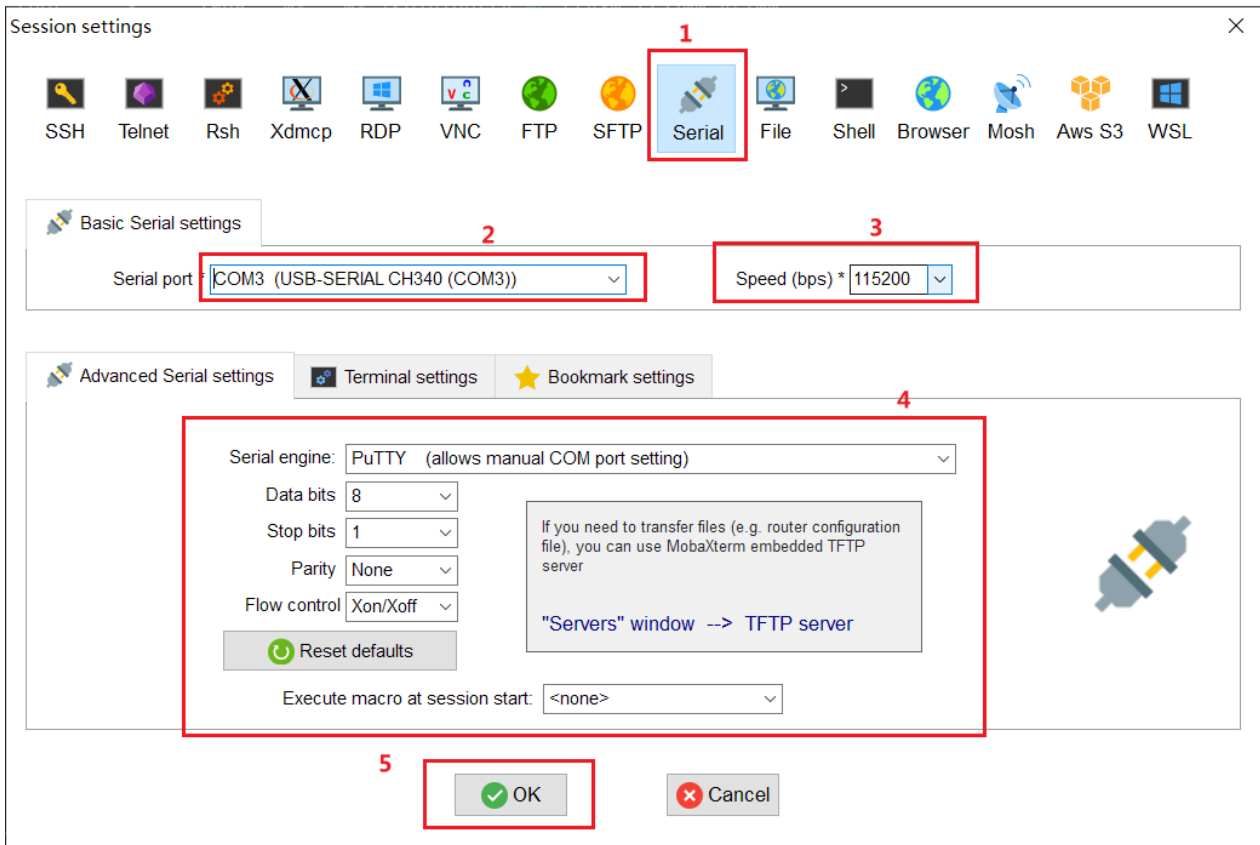 Session settings
1
SSH Telnet Rsh Xdmcp RDP VNC FTP SFTP Serial File Shell Browser Mosh Aws S3 WSL
Basic Serial settings
2 3
Serial port * COM3 (USB-SERIAL CH340 (COM3)) Speed (bps) * 115200
Advanced Serial settings Terminal settings Bookmark settings
4
Serial engine: PuTTY (allows manual COM port setting)
Data bits 8
Stop bits 1
Parity None
Flow control Xon/Xoff
Reset defaults
If you need to transfer files (e.g. router configuration
file), you can use MobaXterm embedded TFTP
server
"Servers" window --> TFTP server
Execute macro at session start: <none>
5
OK Cancel